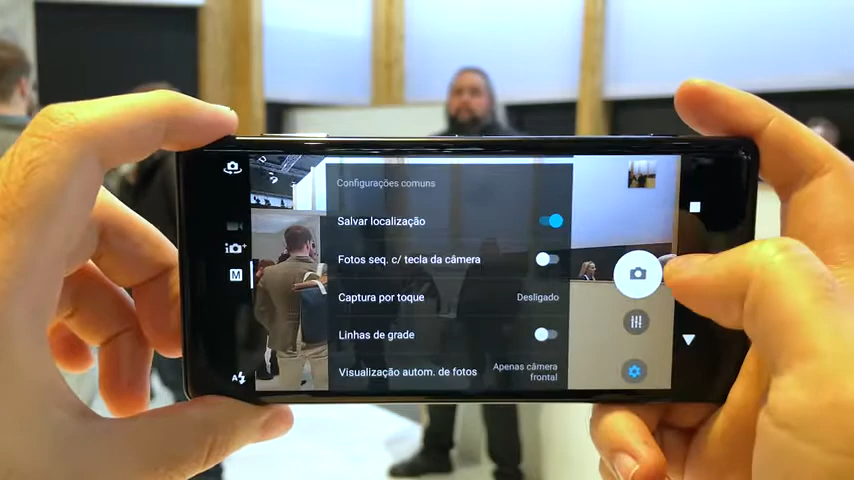 Configurações comuns
Salvar localização
Fotos seq. c/ tecla da câmera
Captura por toque Desligado
Linhas de grade
Visualização autom. de fotos Apenas câmera
frontal
i+
M
A